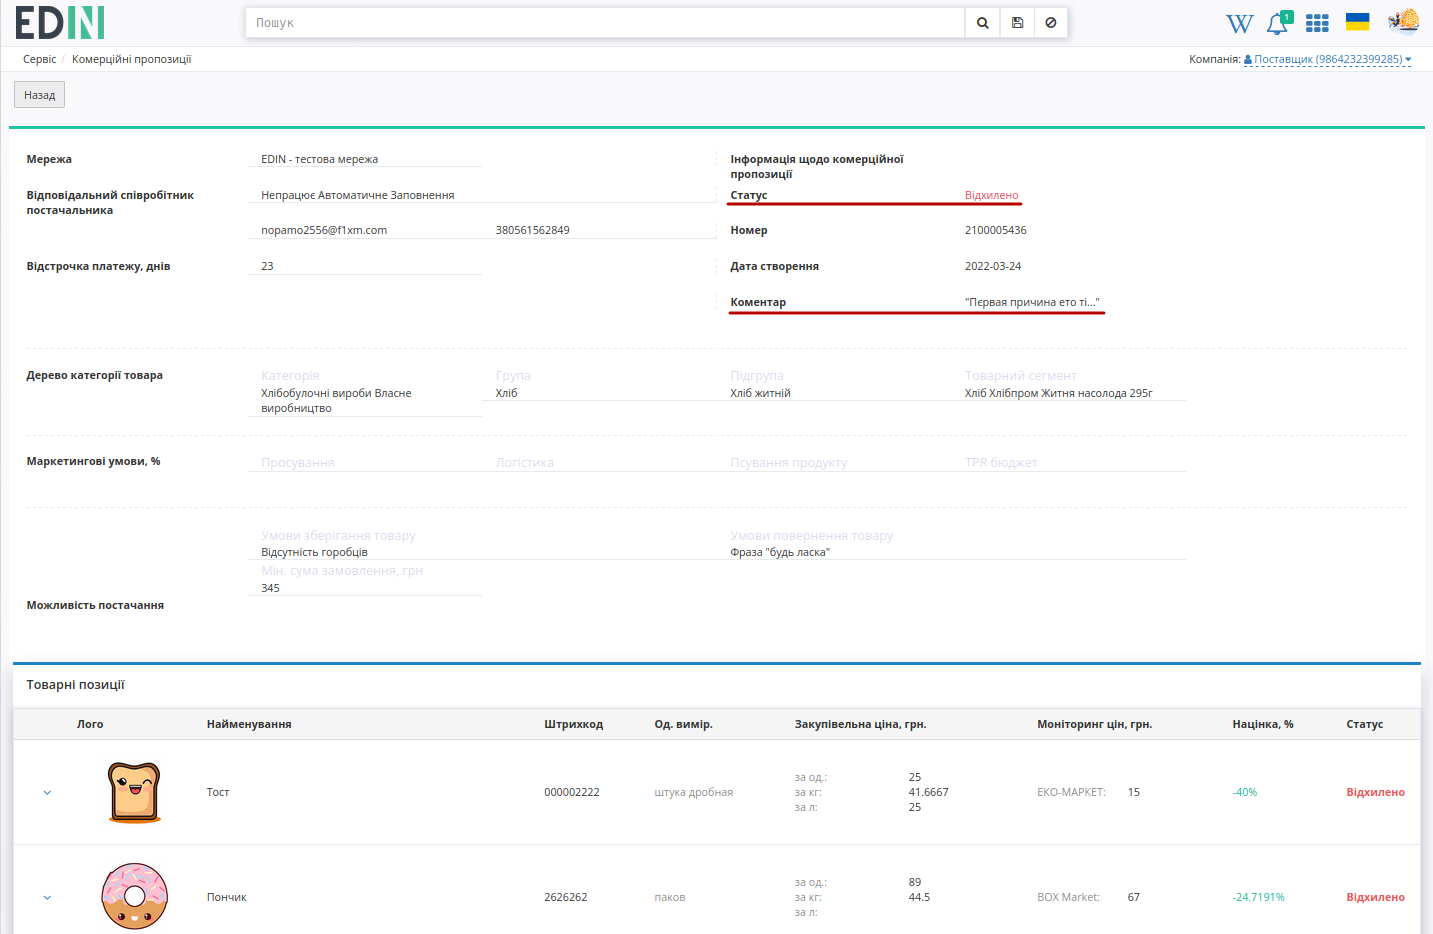 EDIN
Пошук
1
Сервіс / Комерційні пропозиції
Компанія: Поставщик (9864232399285)
Назад
Мережа
EDIN - тестова мережа
Інформація щодо комерційної
пропозиції
Відповідальний співробітник
постачальника
Непрацює Автоматичне Заповнення
Статус
Відхилено
nopamo2556@f1xm.com
380561562849
Номер
2100005436
Відстрочка платежу, днів
23
Дата створення
2022-03-24
Коментар
"Пєрвая причина ето ті..."
Дерево категорії товара
Категорія
Хлібобулочні вироби Власне
виробництво
Група
Хліб
Підгрупа
Хліб житній
Товарний сегмент
Хліб Хлібпром Житня насолода 295г
Маркетингові умови, %
Просування
Логістика
Псування продукту
TPR бюджет
Умови зберігання товару
Відсутність горобців
Умови повернення товару
Фраза "будь ласка"
Мін. сума замовлення, грн
345
Можливість постачання
Товарні позиції
Лого
Найменування
Штрихкод
Од. вимір.
Закупівельна ціна, грн.
Моніторинг цін, грн.
Націнка, %
Статус
Тост
000002222
штука дробная
за од.: 25
за кг: 41.6667
за л: 25
ЕКО-МАРКЕТ: 15
-40%
Відхилено
Пончик
2626262
паков
за од.: 89
за кг: 44.5
за л:
BOX Market: 67
-24.7191%
Відхилено